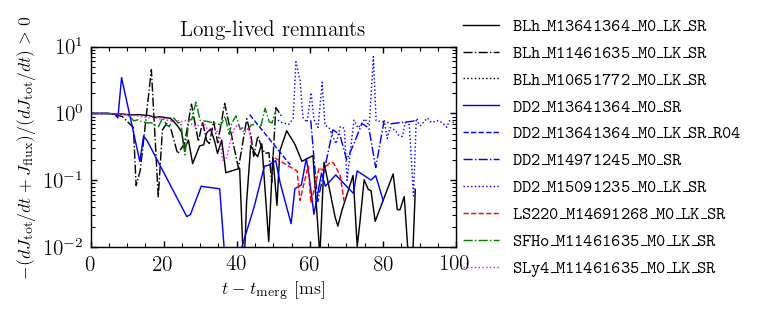 Long-lived remnants
−(dJ_tot/dt + J_flux)/(dJ_tot/dt) > 0
10^1
10^0
10^−1
10^−2
0 20 40 60 80 100
t − t_merg [ms]
BLh_M13641364_M0_LK_SR
BLh_M11461635_M0_LK_SR
BLh_M10651772_M0_LK_SR
DD2_M13641364_M0_SR
DD2_M13641364_M0_LK_SR_R04
DD2_M14971245_M0_SR
DD2_M15091235_M0_LK_SR
LS220_M14691268_M0_LK_SR
SFHo_M11461635_M0_LK_SR
SLy4_M11461635_M0_LK_SR